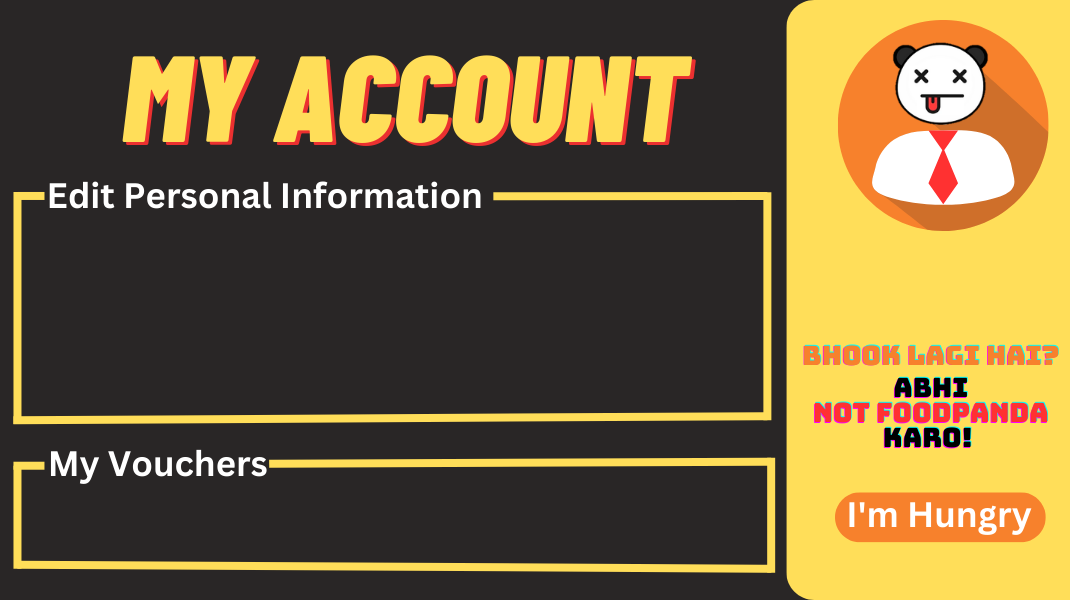 MY ACCOUNT
Edit Personal Information
My Vouchers
BHOOK LAGI HAI?
ABHI
NOT FOODPANDA
KARO!
I'm Hungry